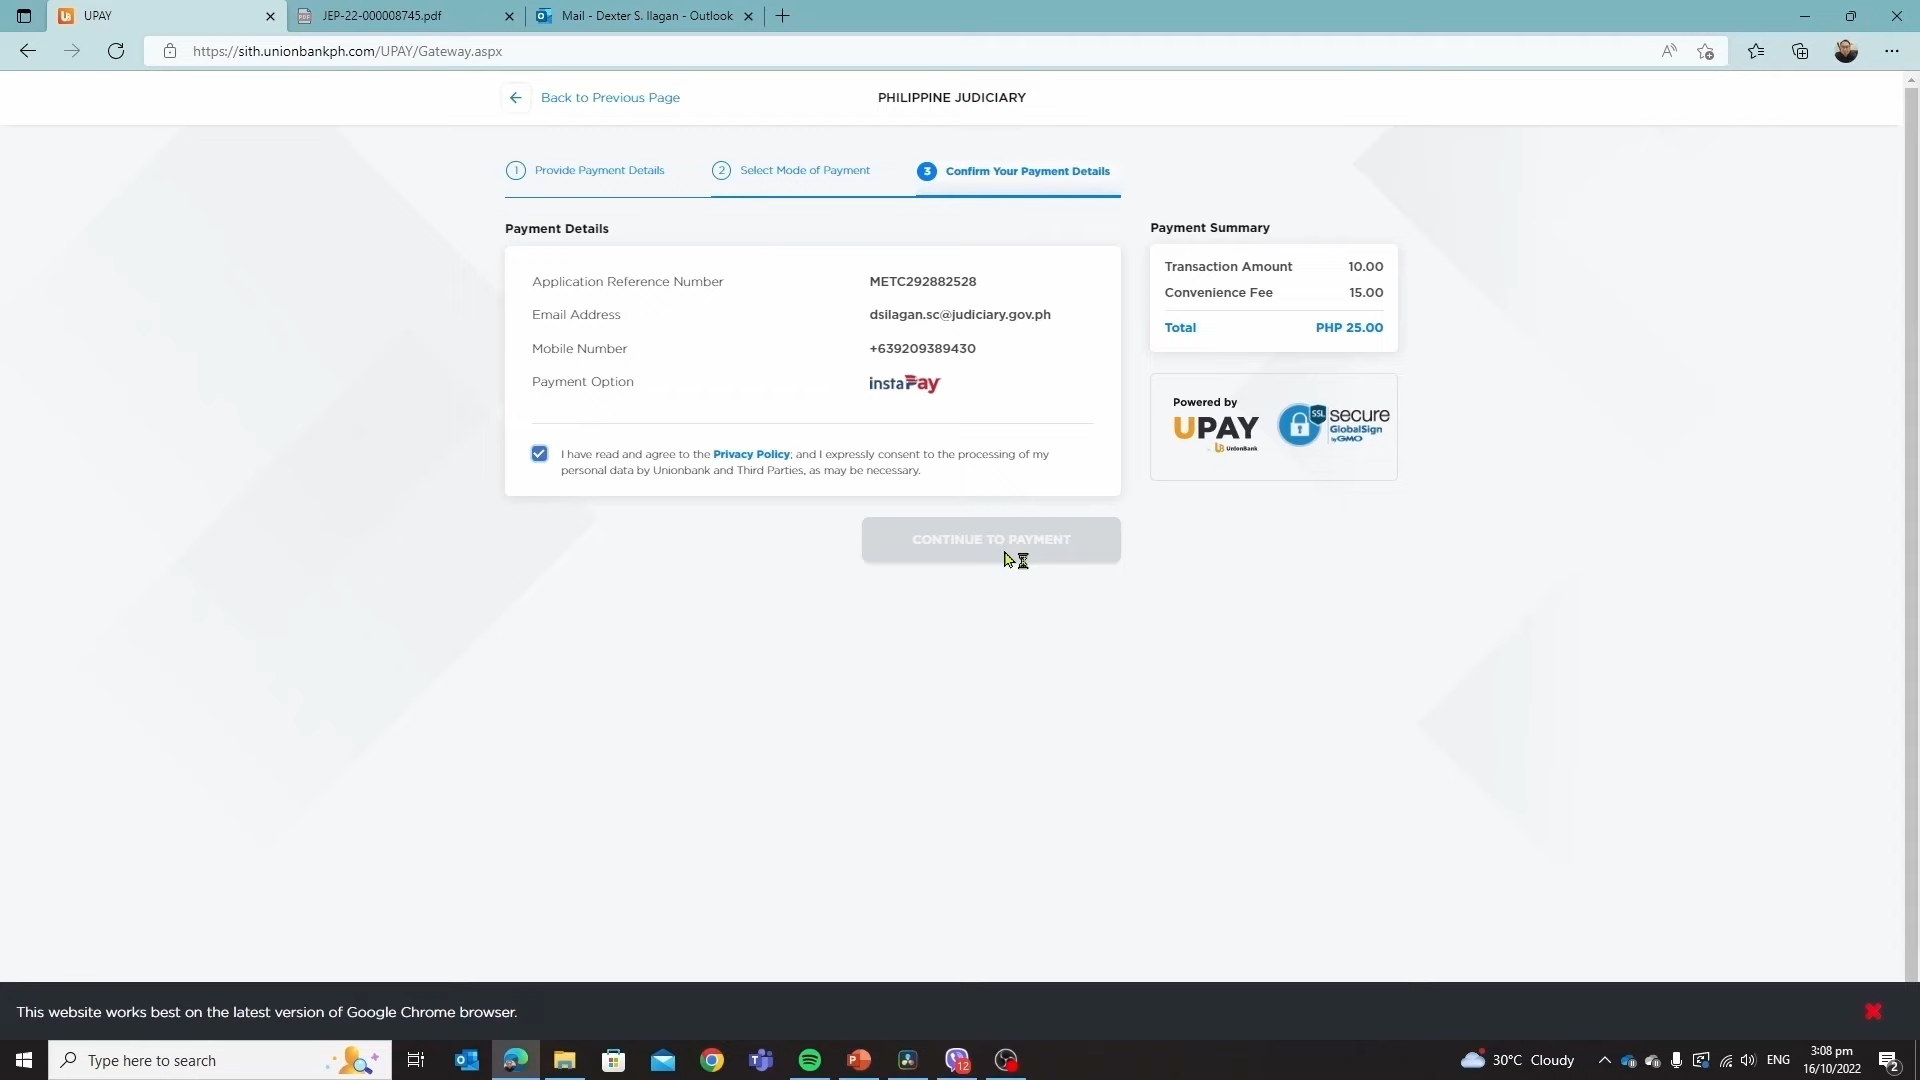 UPAY
JEP-22-000008745.pdf
Mail - Dexter S. Ilagan - Outlook
https://sith.unionbankph.com/UPAY/Gateway.aspx
Back to Previous Page
PHILIPPINE JUDICIARY
1 Provide Payment Details
2 Select Mode of Payment
3 Confirm Your Payment Details
Payment Details
Application Reference Number METC292882528
Email Address dsilagan.sc@judiciary.gov.ph
Mobile Number +639209389430
Payment Option instaPay
I have read and agree to the Privacy Policy; and I expressly consent to the processing of my
personal data by Unionbank and Third Parties, as may be necessary.
CONTINUE TO PAYMENT
Payment Summary
Transaction Amount 10.00
Convenience Fee 15.00
Total PHP 25.00
Powered by
UPAY
UnionBank
SSL
secure
GlobalSign
by GMO
This website works best on the latest version of Google Chrome browser.
Type here to search
12
30°C Cloudy
ENG
3:08 pm
16/10/2022
2